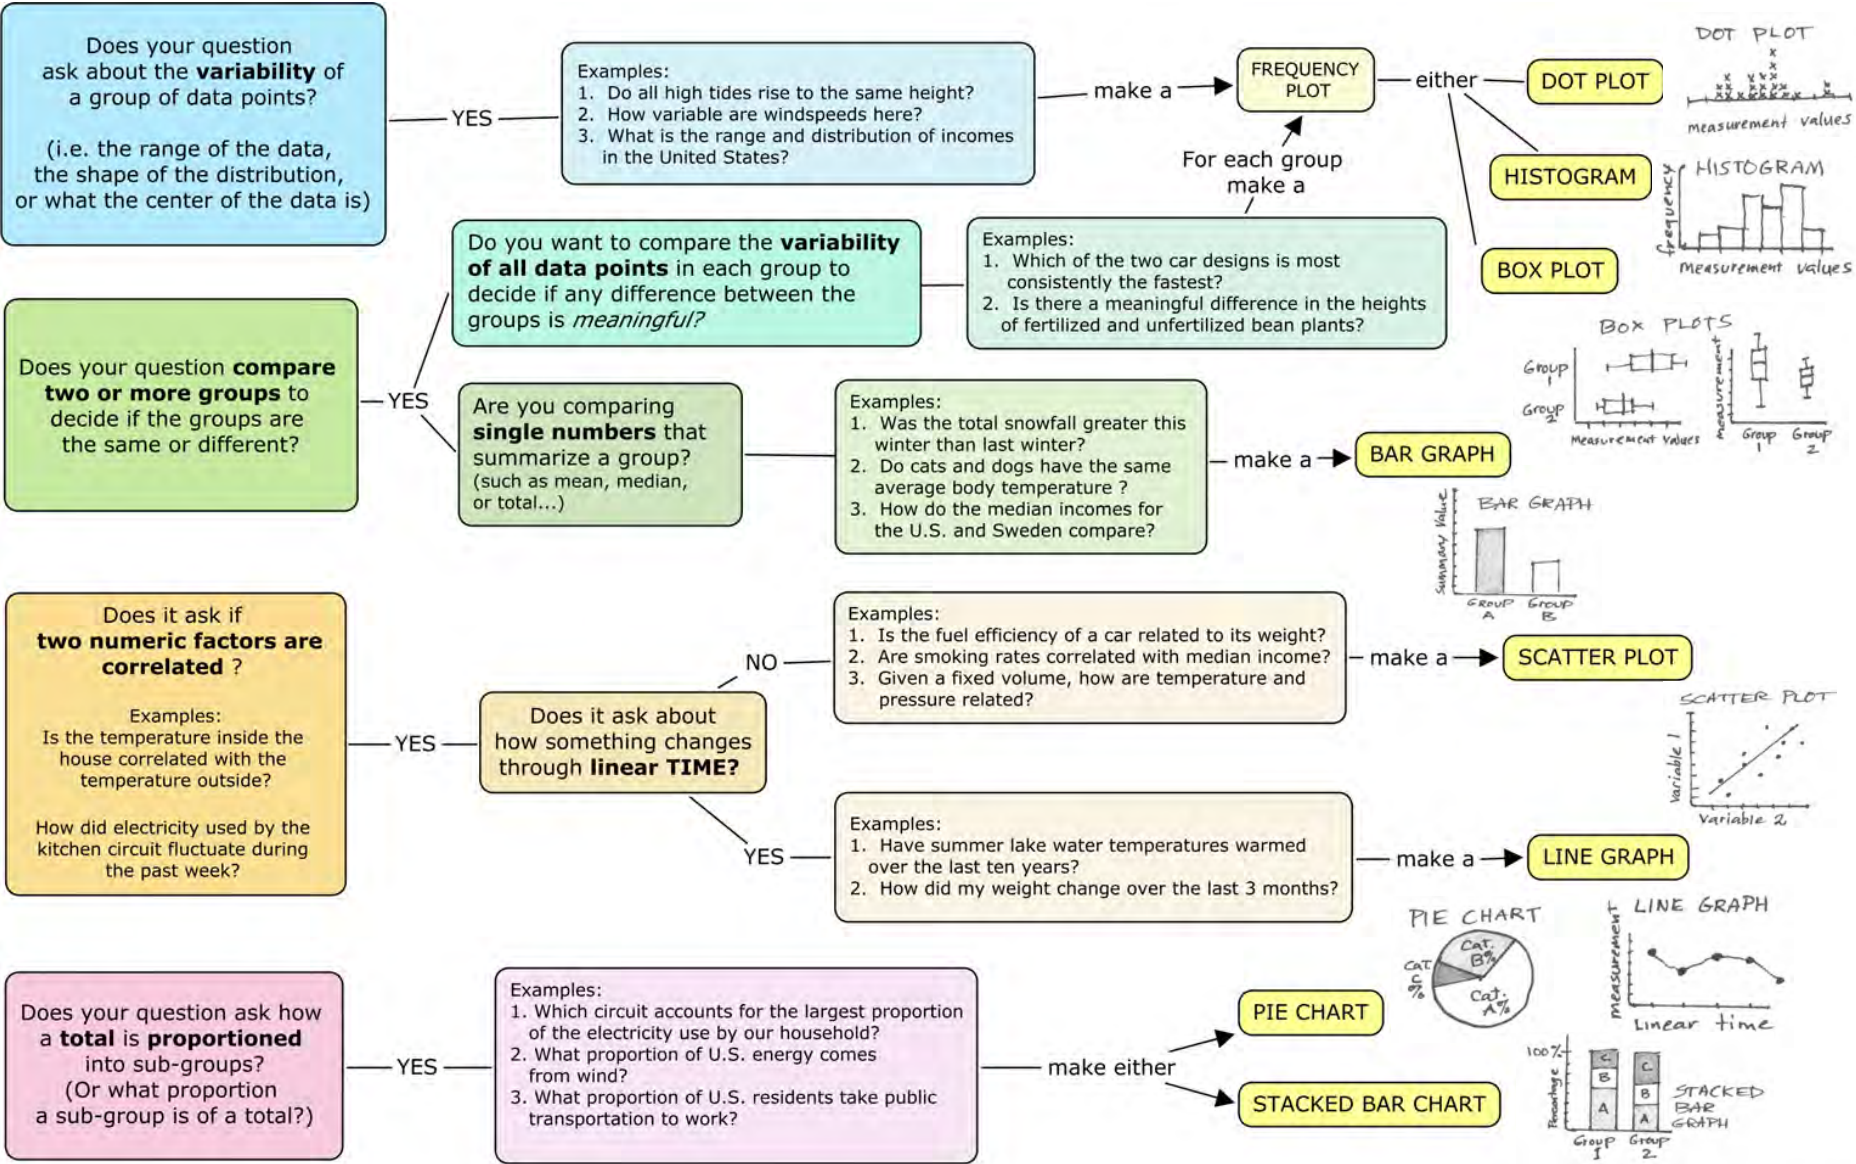 Does your question
ask about the variability of
a group of data points?
(i.e. the range of the data,
the shape of the distribution,
or what the center of the data is)
YES
Examples:
1. Do all high tides rise to the same height?
2. How variable are windspeeds here?
3. What is the range and distribution of incomes
in the United States?
make a
FREQUENCY
PLOT
either
DOT PLOT
HISTOGRAM
BOX PLOT
For each group
make a
DOT PLOT
measurement values
HISTOGRAM
frequency
measurement values
Does your question compare
two or more groups to
decide if the groups are
the same or different?
YES
Do you want to compare the variability
of all data points in each group to
decide if any difference between the
groups is meaningful?
Examples:
1. Which of the two car designs is most
consistently the fastest?
2. Is there a meaningful difference in the heights
of fertilized and unfertilized bean plants?
BOX PLOTS
Group
1
Group
2
Measurement Values
measurement
Group
1
Group
2
Are you comparing
single numbers that
summarize a group?
(such as mean, median,
or total...)
Examples:
1. Was the total snowfall greater this
winter than last winter?
2. Do cats and dogs have the same
average body temperature ?
3. How do the median incomes for
the U.S. and Sweden compare?
make a
BAR GRAPH
BAR GRAPH
Summary Value
Group
A
Group
B
Does it ask if
two numeric factors are
correlated ?
Examples:
Is the temperature inside the
house correlated with the
temperature outside?
How did electricity used by the
kitchen circuit fluctuate during
the past week?
YES
Does it ask about
how something changes
through linear TIME?
NO
Examples:
1. Is the fuel efficiency of a car related to its weight?
2. Are smoking rates correlated with median income?
3. Given a fixed volume, how are temperature and
pressure related?
make a
SCATTER PLOT
SCATTER PLOT
Variable 1
Variable 2
YES
Examples:
1. Have summer lake water temperatures warmed
over the last ten years?
2. How did my weight change over the last 3 months?
make a
LINE GRAPH
LINE GRAPH
measurement
Linear time
Does your question ask how
a total is proportioned
into sub-groups?
(Or what proportion
a sub-group is of a total?)
YES
Examples:
1. Which circuit accounts for the largest proportion
of the electricity use by our household?
2. What proportion of U.S. energy comes
from wind?
3. What proportion of U.S. residents take public
transportation to work?
make either
PIE CHART
STACKED BAR CHART
PIE CHART
Cat.
B%
Cat
C
%
Cat.
A%
100%
Percentage
C
B
A
C
B
A
Group
1
Group
2
STACKED
BAR
GRAPH